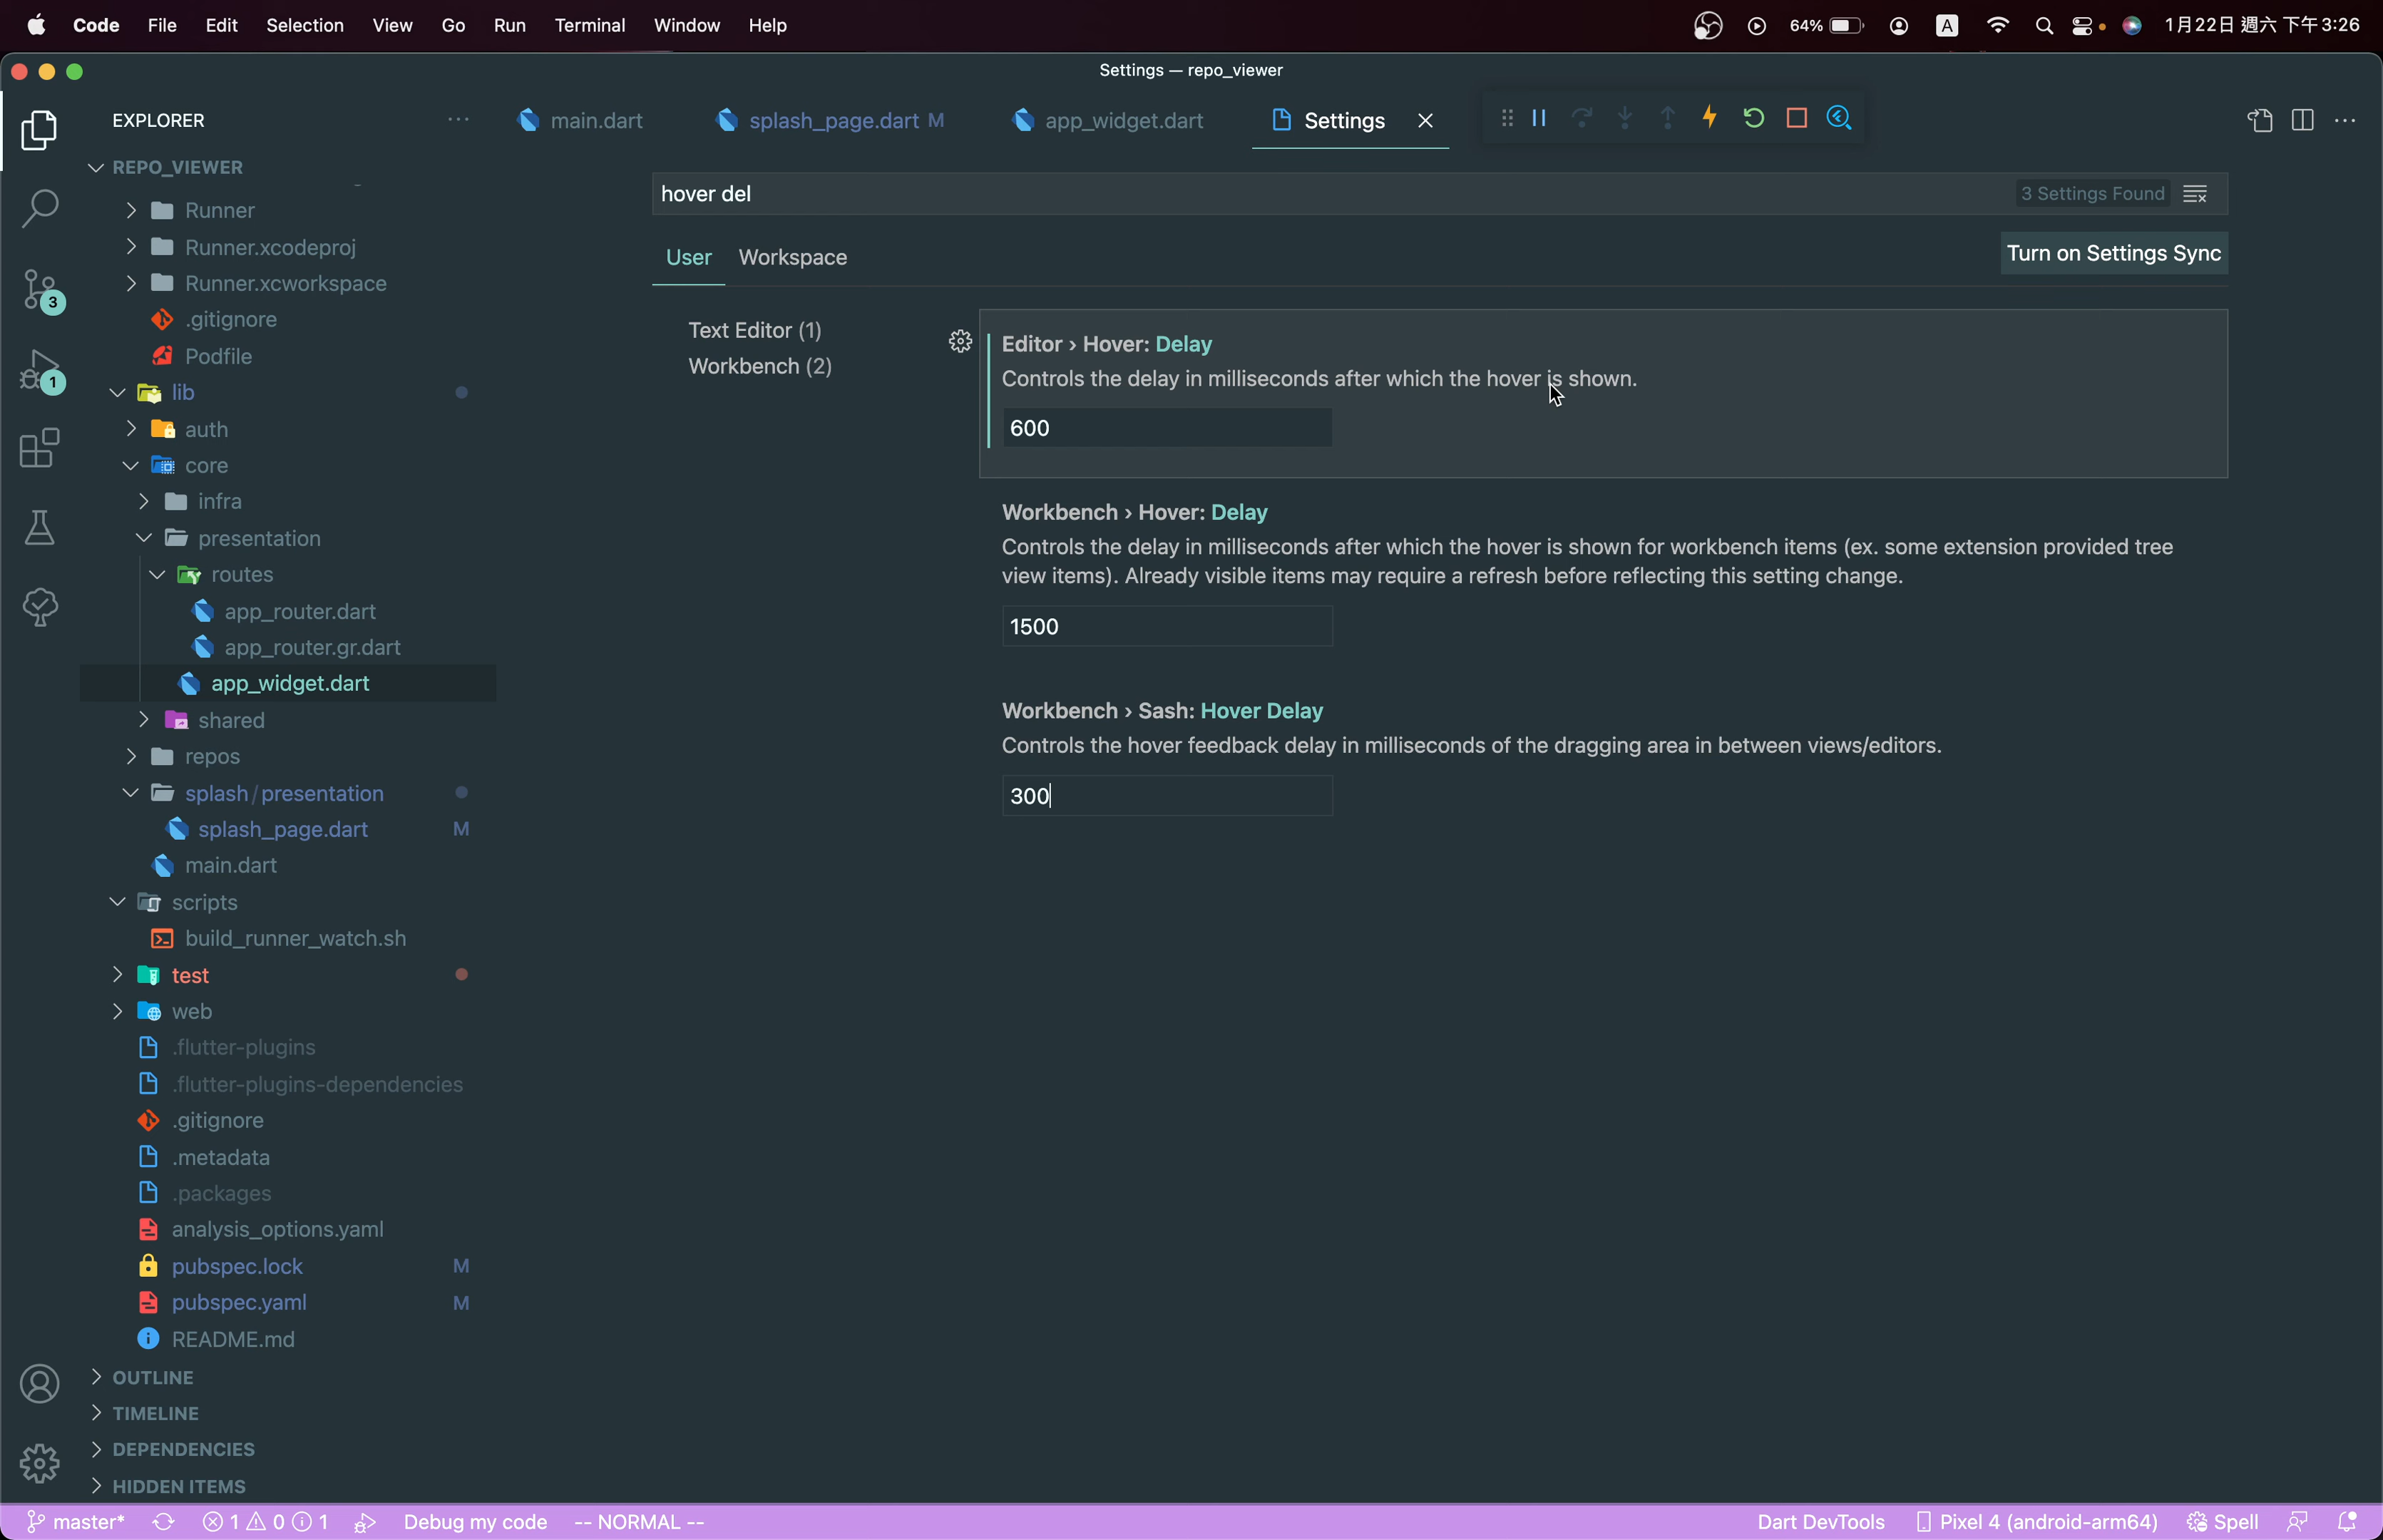 Code File Edit Selection View Go Run Terminal Window Help
64% A 1月22日 週六 下午3:26
Settings — repo_viewer
EXPLORER
main.dart
splash_page.dart M
app_widget.dart
Settings
REPO_VIEWER
Runner
Runner.xcodeproj
Runner.xcworkspace
.gitignore
Podfile
lib
auth
core
infra
presentation
routes
app_router.dart
app_router.gr.dart
app_widget.dart
shared
repos
splash/presentation
splash_page.dart M
main.dart
scripts
build_runner_watch.sh
test
web
.flutter-plugins
.flutter-plugins-dependencies
.gitignore
.metadata
.packages
analysis_options.yaml
pubspec.lock M
pubspec.yaml M
README.md
OUTLINE
TIMELINE
DEPENDENCIES
HIDDEN ITEMS
3
1
hover del
3 Settings Found
User Workspace
Turn on Settings Sync
Text Editor (1)
Workbench (2)
Editor › Hover: Delay
Controls the delay in milliseconds after which the hover is shown.
600
Workbench › Hover: Delay
Controls the delay in milliseconds after which the hover is shown for workbench items (ex. some extension provided tree
view items). Already visible items may require a refresh before reflecting this setting change.
1500
Workbench › Sash: Hover Delay
Controls the hover feedback delay in milliseconds of the dragging area in between views/editors.
300
master* 1 0 1 Debug my code -- NORMAL --
Dart DevTools Pixel 4 (android-arm64) Spell